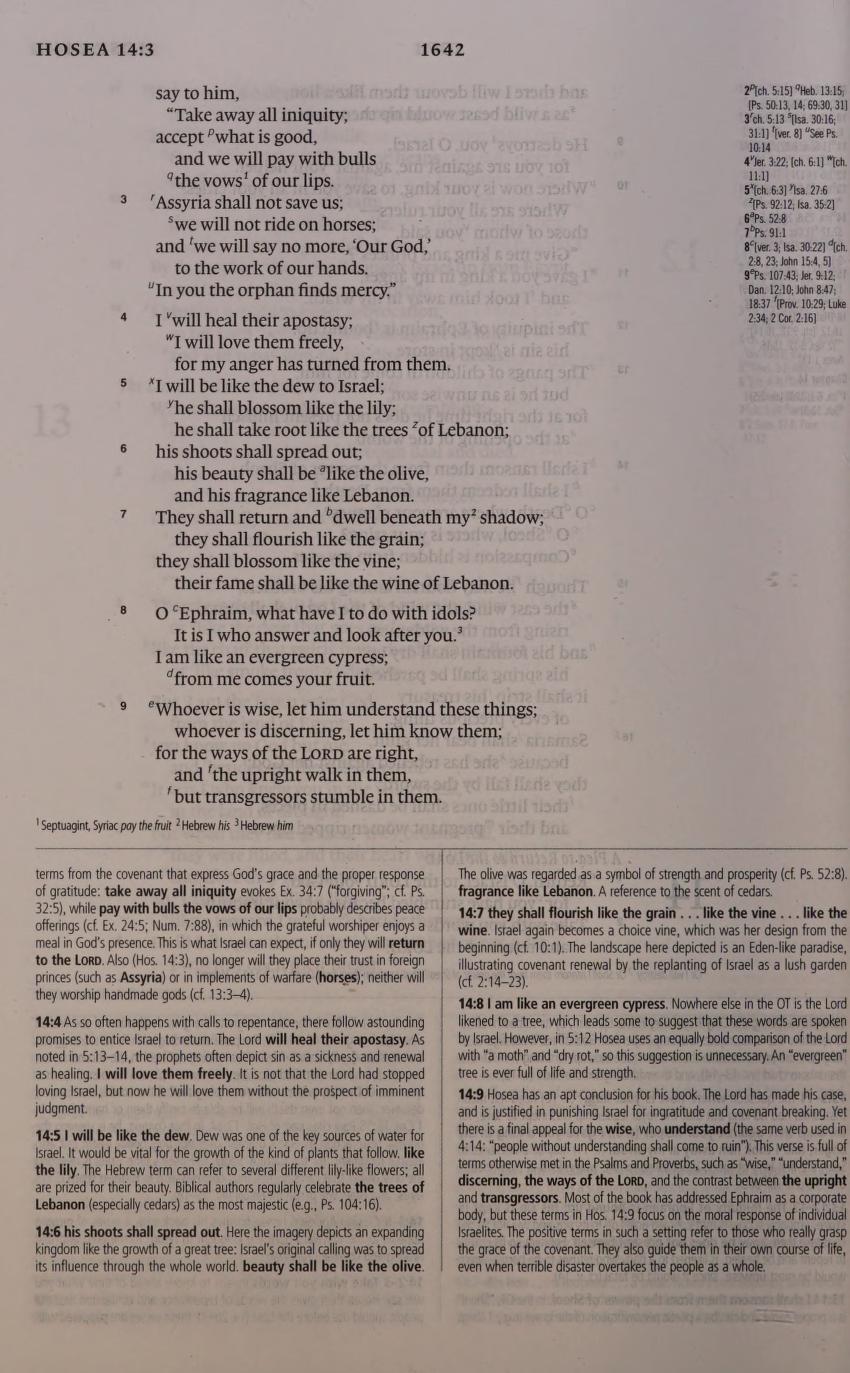 HOSEA 14:3
1642
say to him,
“Take away all iniquity;
accept ᵖwhat is good,
and we will pay with bulls
ᑫthe vows¹ of our lips.
3 ʳAssyria shall not save us;
ˢwe will not ride on horses;
and ᵗwe will say no more, ‘Our God,’
to the work of our hands.
ᵘIn you the orphan finds mercy.”
4 I ᵛwill heal their apostasy;
ʷI will love them freely,
for my anger has turned from them.
5 ˣI will be like the dew to Israel;
ʸhe shall blossom like the lily;
he shall take root like the trees ᶻof Lebanon;
6 his shoots shall spread out;
his beauty shall be ᵃlike the olive,
and his fragrance like Lebanon.
7 They shall return and ᵇdwell beneath my² shadow;
they shall flourish like the grain;
they shall blossom like the vine;
their fame shall be like the wine of Lebanon.
8 O ᶜEphraim, what have I to do with idols?
It is I who answer and look after you.³
I am like an evergreen cypress;
ᵈfrom me comes your fruit.
9 ᵉWhoever is wise, let him understand these things;
whoever is discerning, let him know them;
for the ways of the LORD are right,
and ᶠthe upright walk in them,
ᶠbut transgressors stumble in them.
2ᵖ[ch. 5:15] ᑫHeb. 13:15;
[Ps. 50:13, 14; 69:30, 31]
3ʳch. 5:13 ˢ[Isa. 30:16;
31:1] ᵗ[ver. 8] ᵘSee Ps.
10:14
4ᵛJer. 3:22; [ch. 6:1] ʷ[ch.
11:1]
5ˣ[ch. 6:3] ʸIsa. 27:6
ᶻ[Ps. 92:12; Isa. 35:2]
6ᵃPs. 52:8
7ᵇPs. 91:1
8ᶜ[ver. 3; Isa. 30:22] ᵈ[ch.
2:8, 23; John 15:4, 5]
9ᵉPs. 107:43; Jer. 9:12;
Dan. 12:10; John 8:47;
18:37 ᶠ[Prov. 10:29; Luke
2:34; 2 Cor. 2:16]
¹ Septuagint, Syriac pay the fruit ² Hebrew his ³ Hebrew him
terms from the covenant that express God’s grace and the proper response
of gratitude: take away all iniquity evokes Ex. 34:7 (“forgiving”; cf. Ps.
32:5), while pay with bulls the vows of our lips probably describes peace
offerings (cf. Ex. 24:5; Num. 7:88), in which the grateful worshiper enjoys a
meal in God’s presence. This is what Israel can expect, if only they will return
to the LORD. Also (Hos. 14:3), no longer will they place their trust in foreign
princes (such as Assyria) or in implements of warfare (horses); neither will
they worship handmade gods (cf. 13:3–4).
14:4 As so often happens with calls to repentance, there follow astounding
promises to entice Israel to return. The Lord will heal their apostasy. As
noted in 5:13–14, the prophets often depict sin as a sickness and renewal
as healing. I will love them freely. It is not that the Lord had stopped
loving Israel, but now he will love them without the prospect of imminent
judgment.
14:5 I will be like the dew. Dew was one of the key sources of water for
Israel. It would be vital for the growth of the kind of plants that follow. like
the lily. The Hebrew term can refer to several different lily-like flowers; all
are prized for their beauty. Biblical authors regularly celebrate the trees of
Lebanon (especially cedars) as the most majestic (e.g., Ps. 104:16).
14:6 his shoots shall spread out. Here the imagery depicts an expanding
kingdom like the growth of a great tree: Israel’s original calling was to spread
its influence through the whole world. beauty shall be like the olive.
The olive was regarded as a symbol of strength and prosperity (cf. Ps. 52:8).
fragrance like Lebanon. A reference to the scent of cedars.
14:7 they shall flourish like the grain . . . like the vine . . . like the
wine. Israel again becomes a choice vine, which was her design from the
beginning (cf. 10:1). The landscape here depicted is an Eden-like paradise,
illustrating covenant renewal by the replanting of Israel as a lush garden
(cf. 2:14–23).
14:8 I am like an evergreen cypress. Nowhere else in the OT is the Lord
likened to a tree, which leads some to suggest that these words are spoken
by Israel. However, in 5:12 Hosea uses an equally bold comparison of the Lord
with “a moth” and “dry rot,” so this suggestion is unnecessary. An “evergreen”
tree is ever full of life and strength.
14:9 Hosea has an apt conclusion for his book. The Lord has made his case,
and is justified in punishing Israel for ingratitude and covenant breaking. Yet
there is a final appeal for the wise, who understand (the same verb used in
4:14: “people without understanding shall come to ruin”). This verse is full of
terms otherwise met in the Psalms and Proverbs, such as “wise,” “understand,”
discerning, the ways of the LORD, and the contrast between the upright
and transgressors. Most of the book has addressed Ephraim as a corporate
body, but these terms in Hos. 14:9 focus on the moral response of individual
Israelites. The positive terms in such a setting refer to those who really grasp
the grace of the covenant. They also guide them in their own course of life,
even when terrible disaster overtakes the people as a whole.